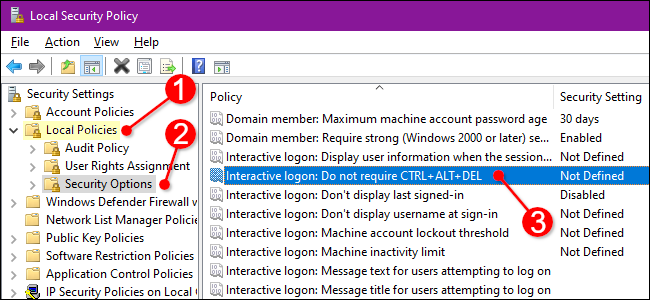 Local Security Policy
File Action View Help
Security Settings
Account Policies
Local Policies
Audit Policy
User Rights Assignment
Security Options
Windows Defender Firewall w
Network List Manager Policie
Public Key Policies
Software Restriction Policies
Application Control Policies
IP Security Policies on Local
1
2
Policy Security Setting
Domain member: Maximum machine account password age 30 days
Domain member: Require strong (Windows 2000 or later) se... Enabled
Interactive logon: Display user information when the session... Not Defined
Interactive logon: Do not require CTRL+ALT+DEL Not Defined
Interactive logon: Don't display last signed-in Disabled
Interactive logon: Don't display username at sign-in Not Defined
Interactive logon: Machine account lockout threshold Not Defined
Interactive logon: Machine inactivity limit Not Defined
Interactive logon: Message text for users attempting to log on
Interactive logon: Message title for users attempting to log on
3